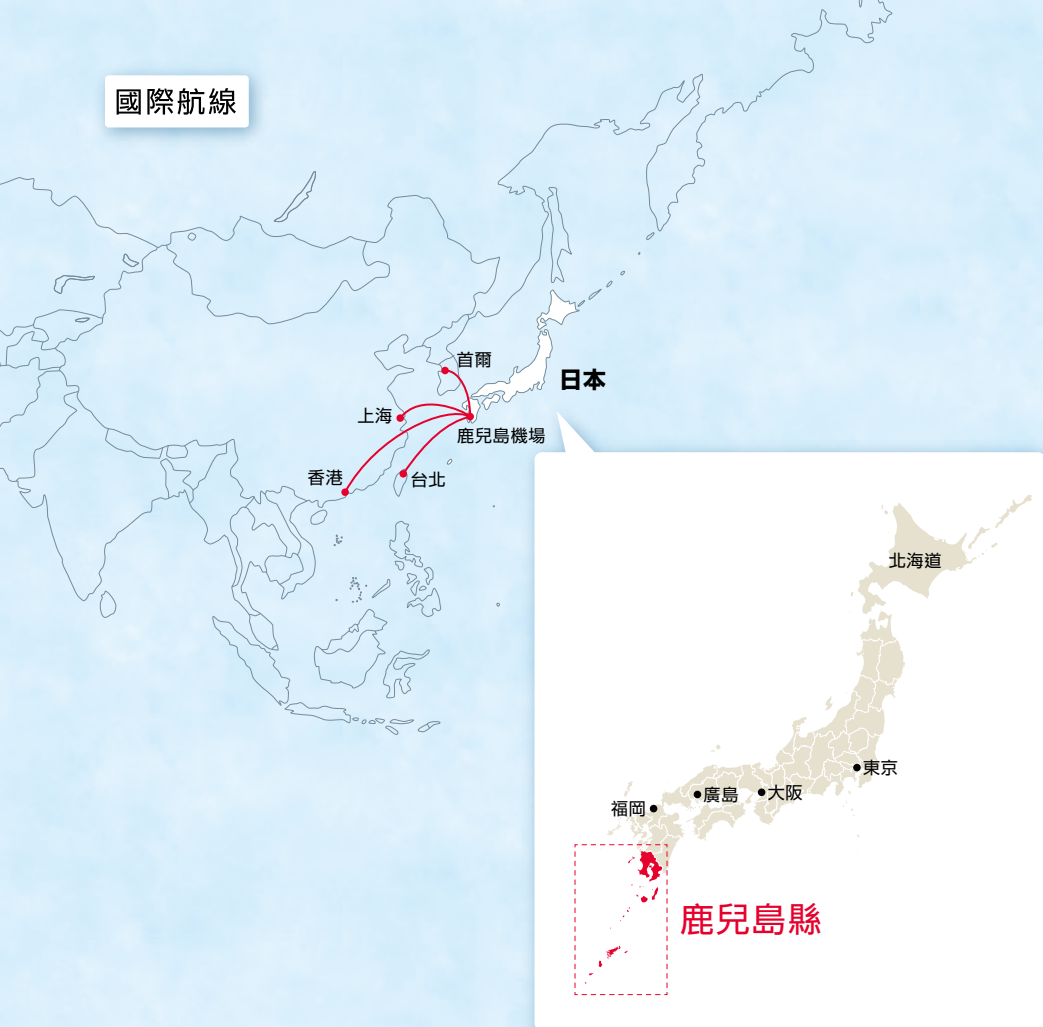 國際航線
首爾
日本
上海
鹿兒島機場
香港
台北
北海道
東京
大阪
廣島
福岡
鹿兒島縣